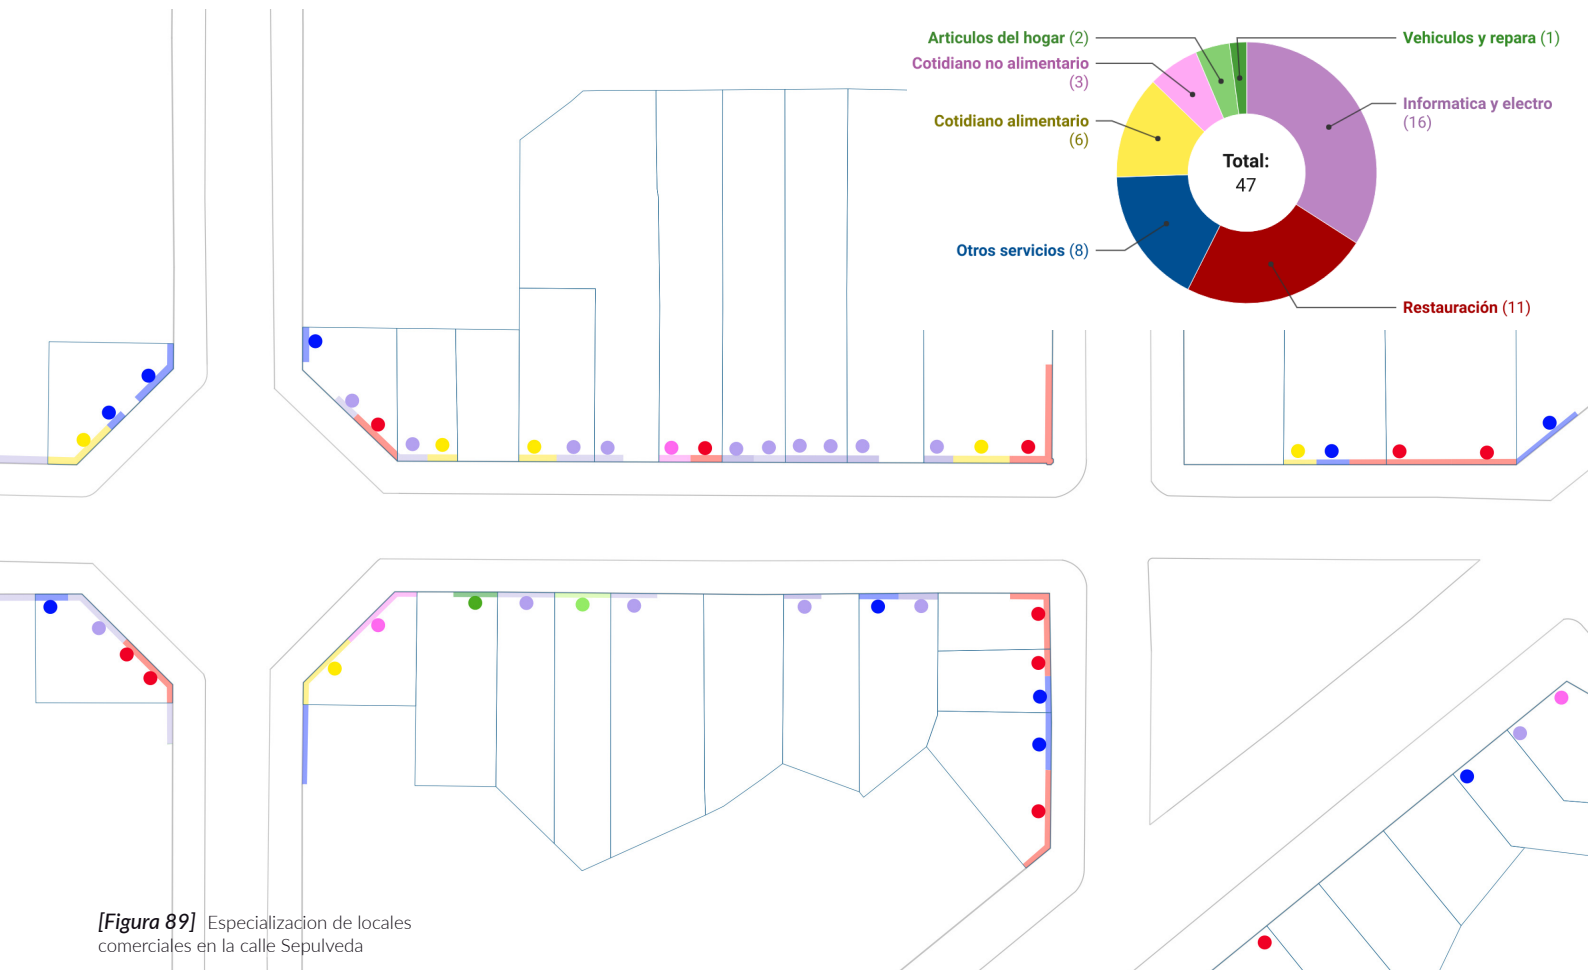 Articulos del hogar (2)
Cotidiano no alimentario
(3)
Cotidiano alimentario
(6)
Otros servicios (8)
Total:
47
Vehiculos y repara (1)
Informatica y electro
(16)
Restauración (11)
[Figura 89] Especializacion de locales
comerciales en la calle Sepulveda